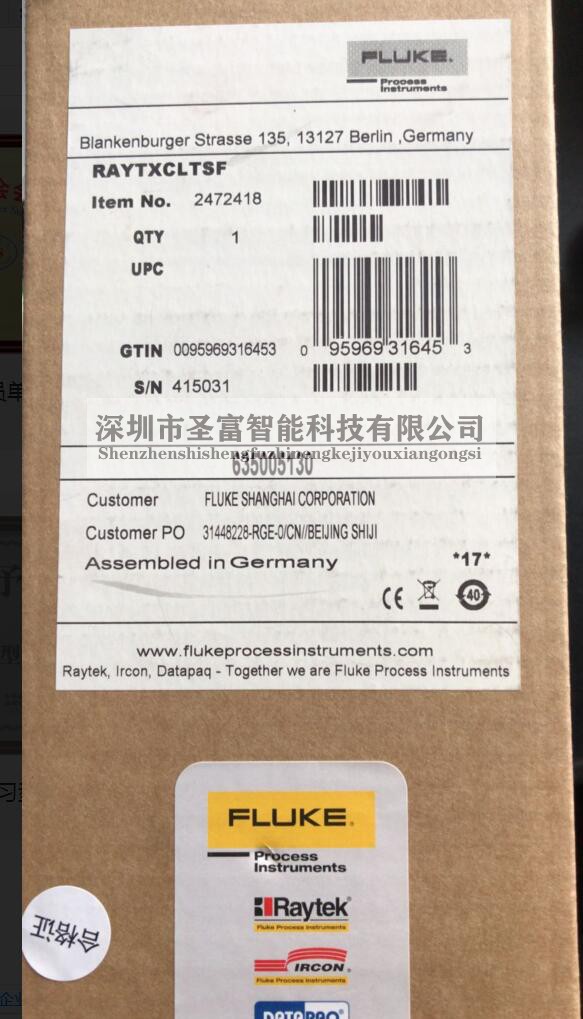 FLUKE.
Process
Instruments
Blankenburger Strasse 135, 13127 Berlin ,Germany
RAYTXCLTSF
Item No. 2472418
QTY 1
UPC
GTIN 0095969316453
0 95969 31645 3
S/N 415031
深圳市圣富智能科技有限公司
Shenzhenshishengfuzhinengkejiyouxiangongsi
635005130
Customer FLUKE SHANGHAI CORPORATION
Customer PO 31448228-RGE-0/CN//BEIJING SHIJI
Assembled in Germany
*17*
CE
40
www.flukeprocessinstruments.com
Raytek, Ircon, Datapaq - Together we are Fluke Process Instruments
FLUKE®
Process
Instruments
Raytek®
Fluke Process Instruments
IRCON®
Fluke Process Instruments
DATAPAQ®
合格证